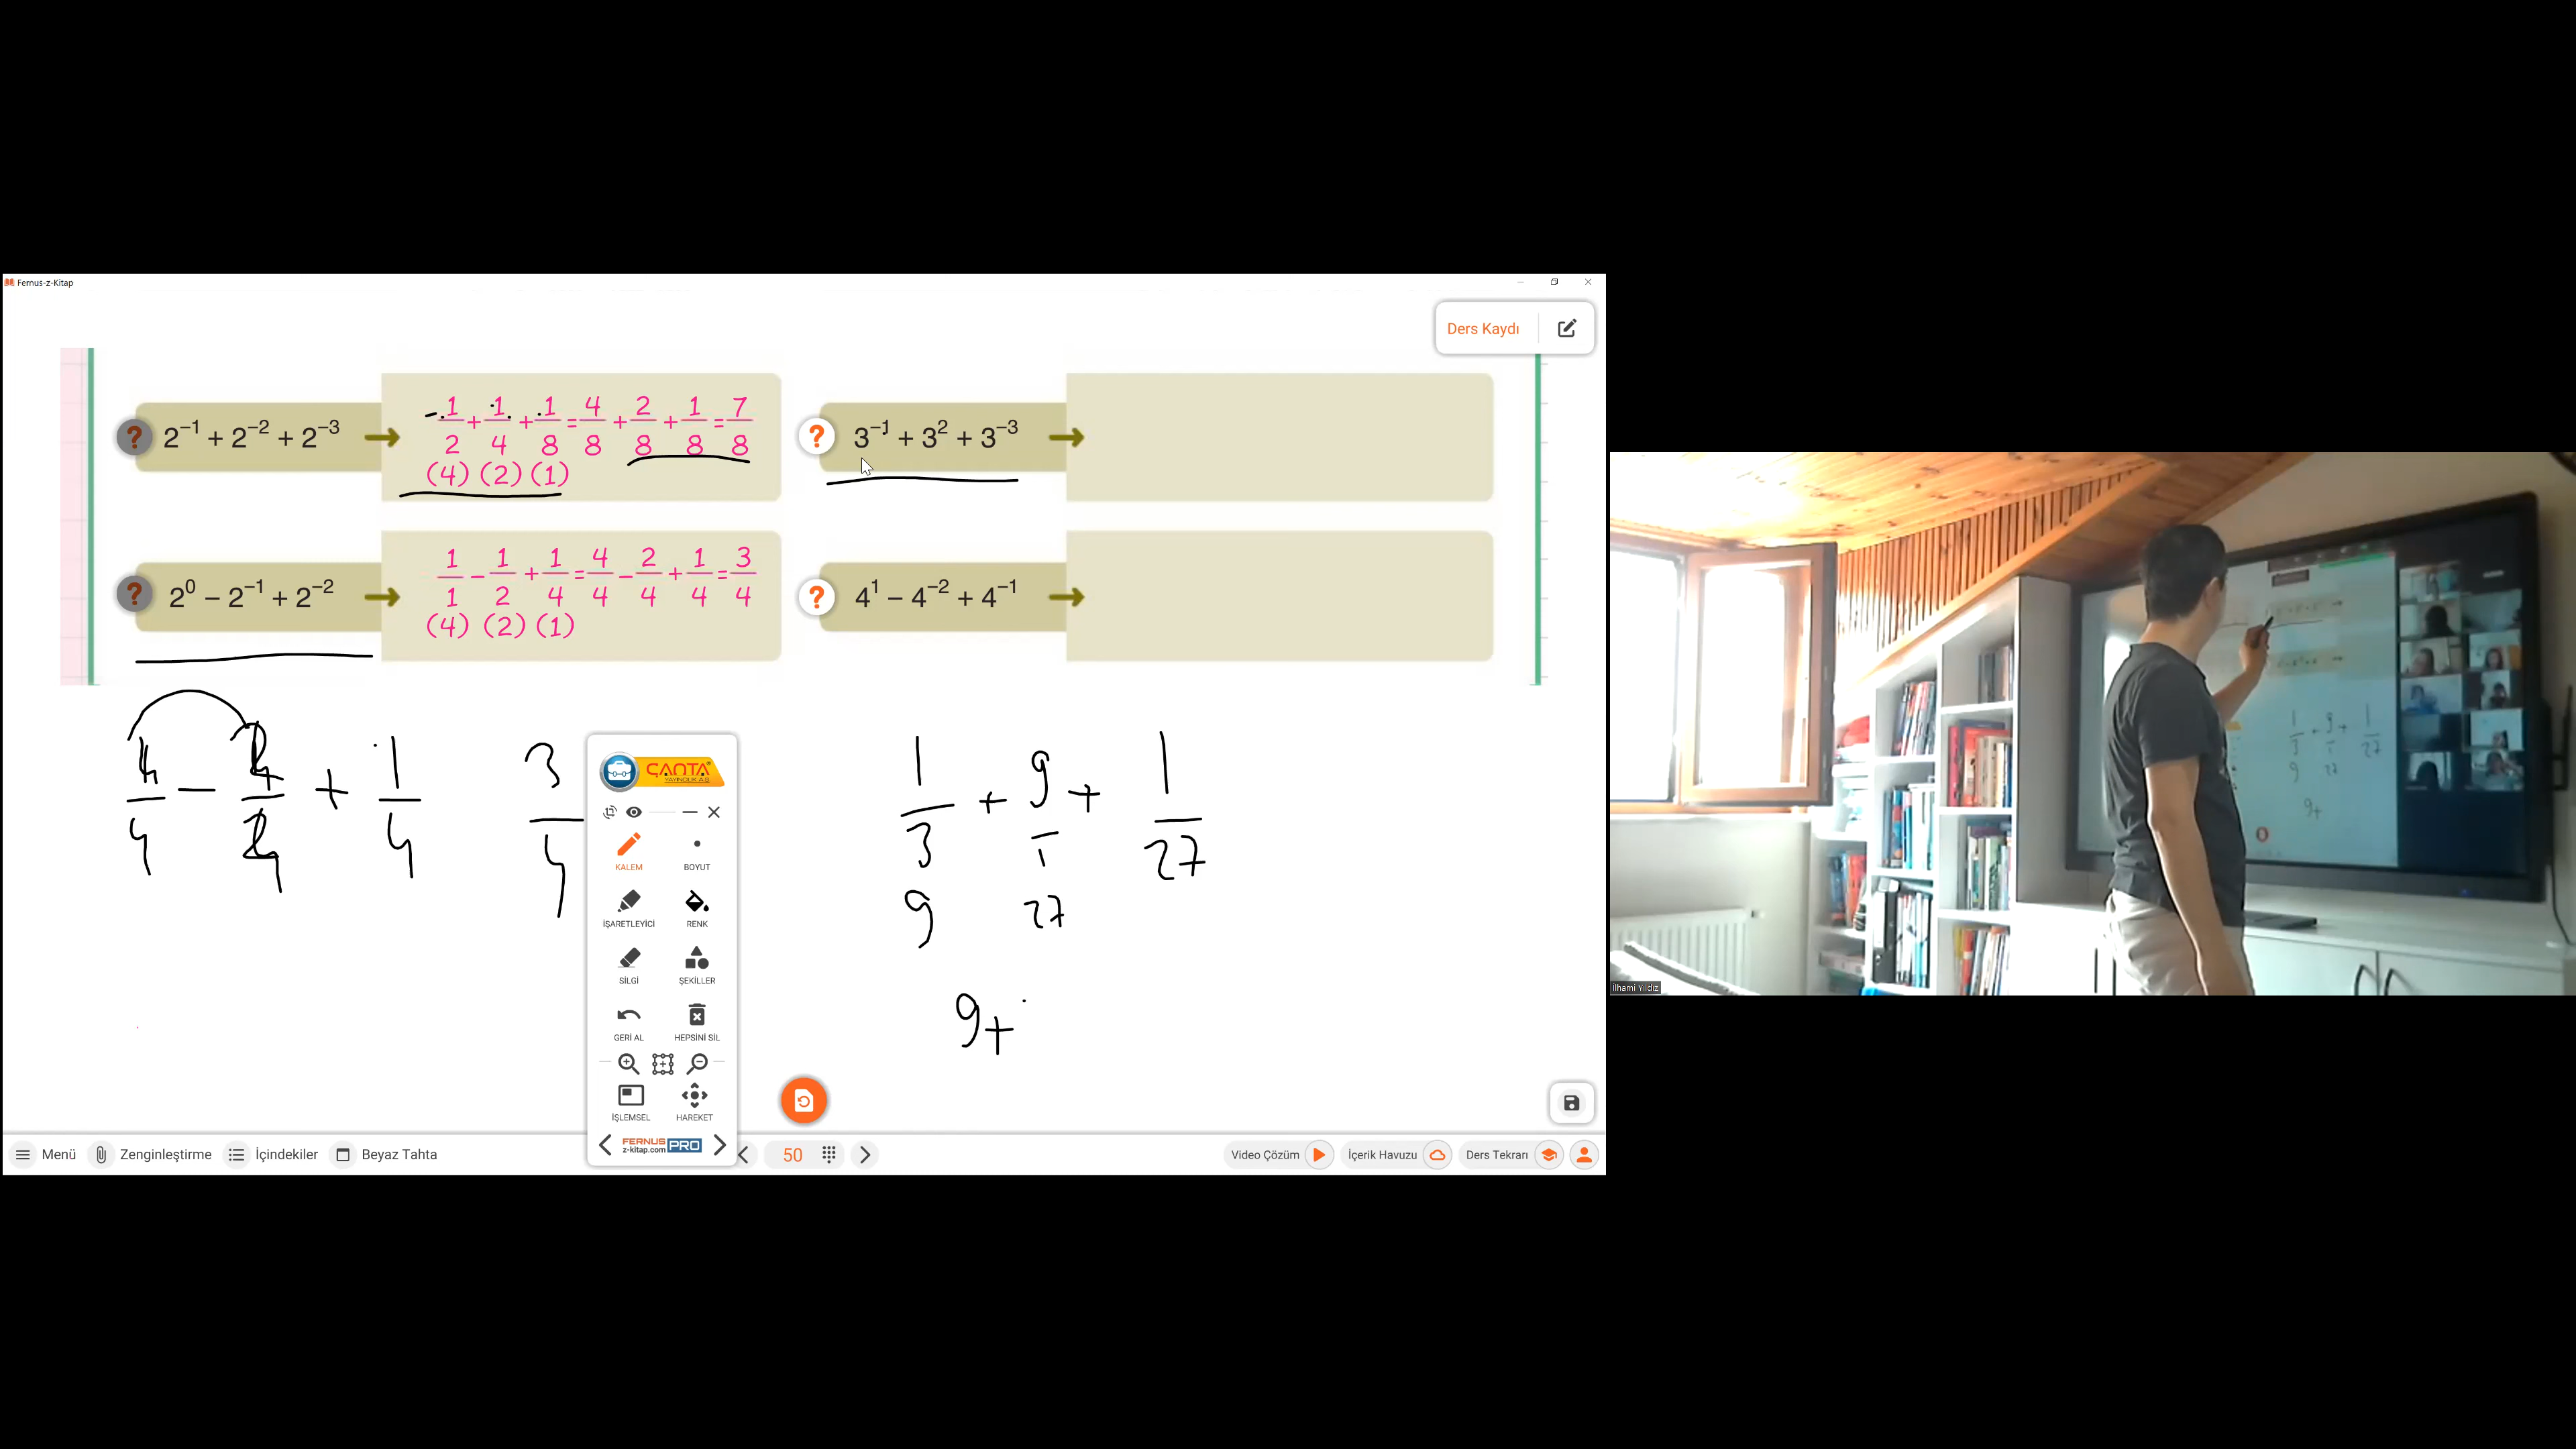 Fernus-z-Kitap
Ders Kaydı
2⁻¹ + 2⁻² + 2⁻³
1/2 + 1/4 + 1/8 = 4/8 + 2/8 + 1/8 = 7/8
(4) (2) (1)
3⁻¹ + 3² + 3⁻³
2⁰ − 2⁻¹ + 2⁻²
1/1 − 1/2 + 1/4 = 4/4 − 2/4 + 1/4 = 3/4
(4) (2) (1)
4¹ − 4⁻² + 4⁻¹
4/4 − 2/4 + 1/4 3/4
1/3 + 9/1 + 1/27
9 27
9+
ÇANTA
YAYINCILIK A.Ş.
KALEM BOYUT
İŞARETLEYİCİ RENK
SİLGİ ŞEKİLLER
GERİ AL HEPSİNİ SİL
İŞLEMSEL HAREKET
FERNUS PRO
z-kitap.com
Menü Zenginleştirme İçindekiler Beyaz Tahta
50
Video Çözüm İçerik Havuzu Ders Tekrarı
İlhami Yıldız